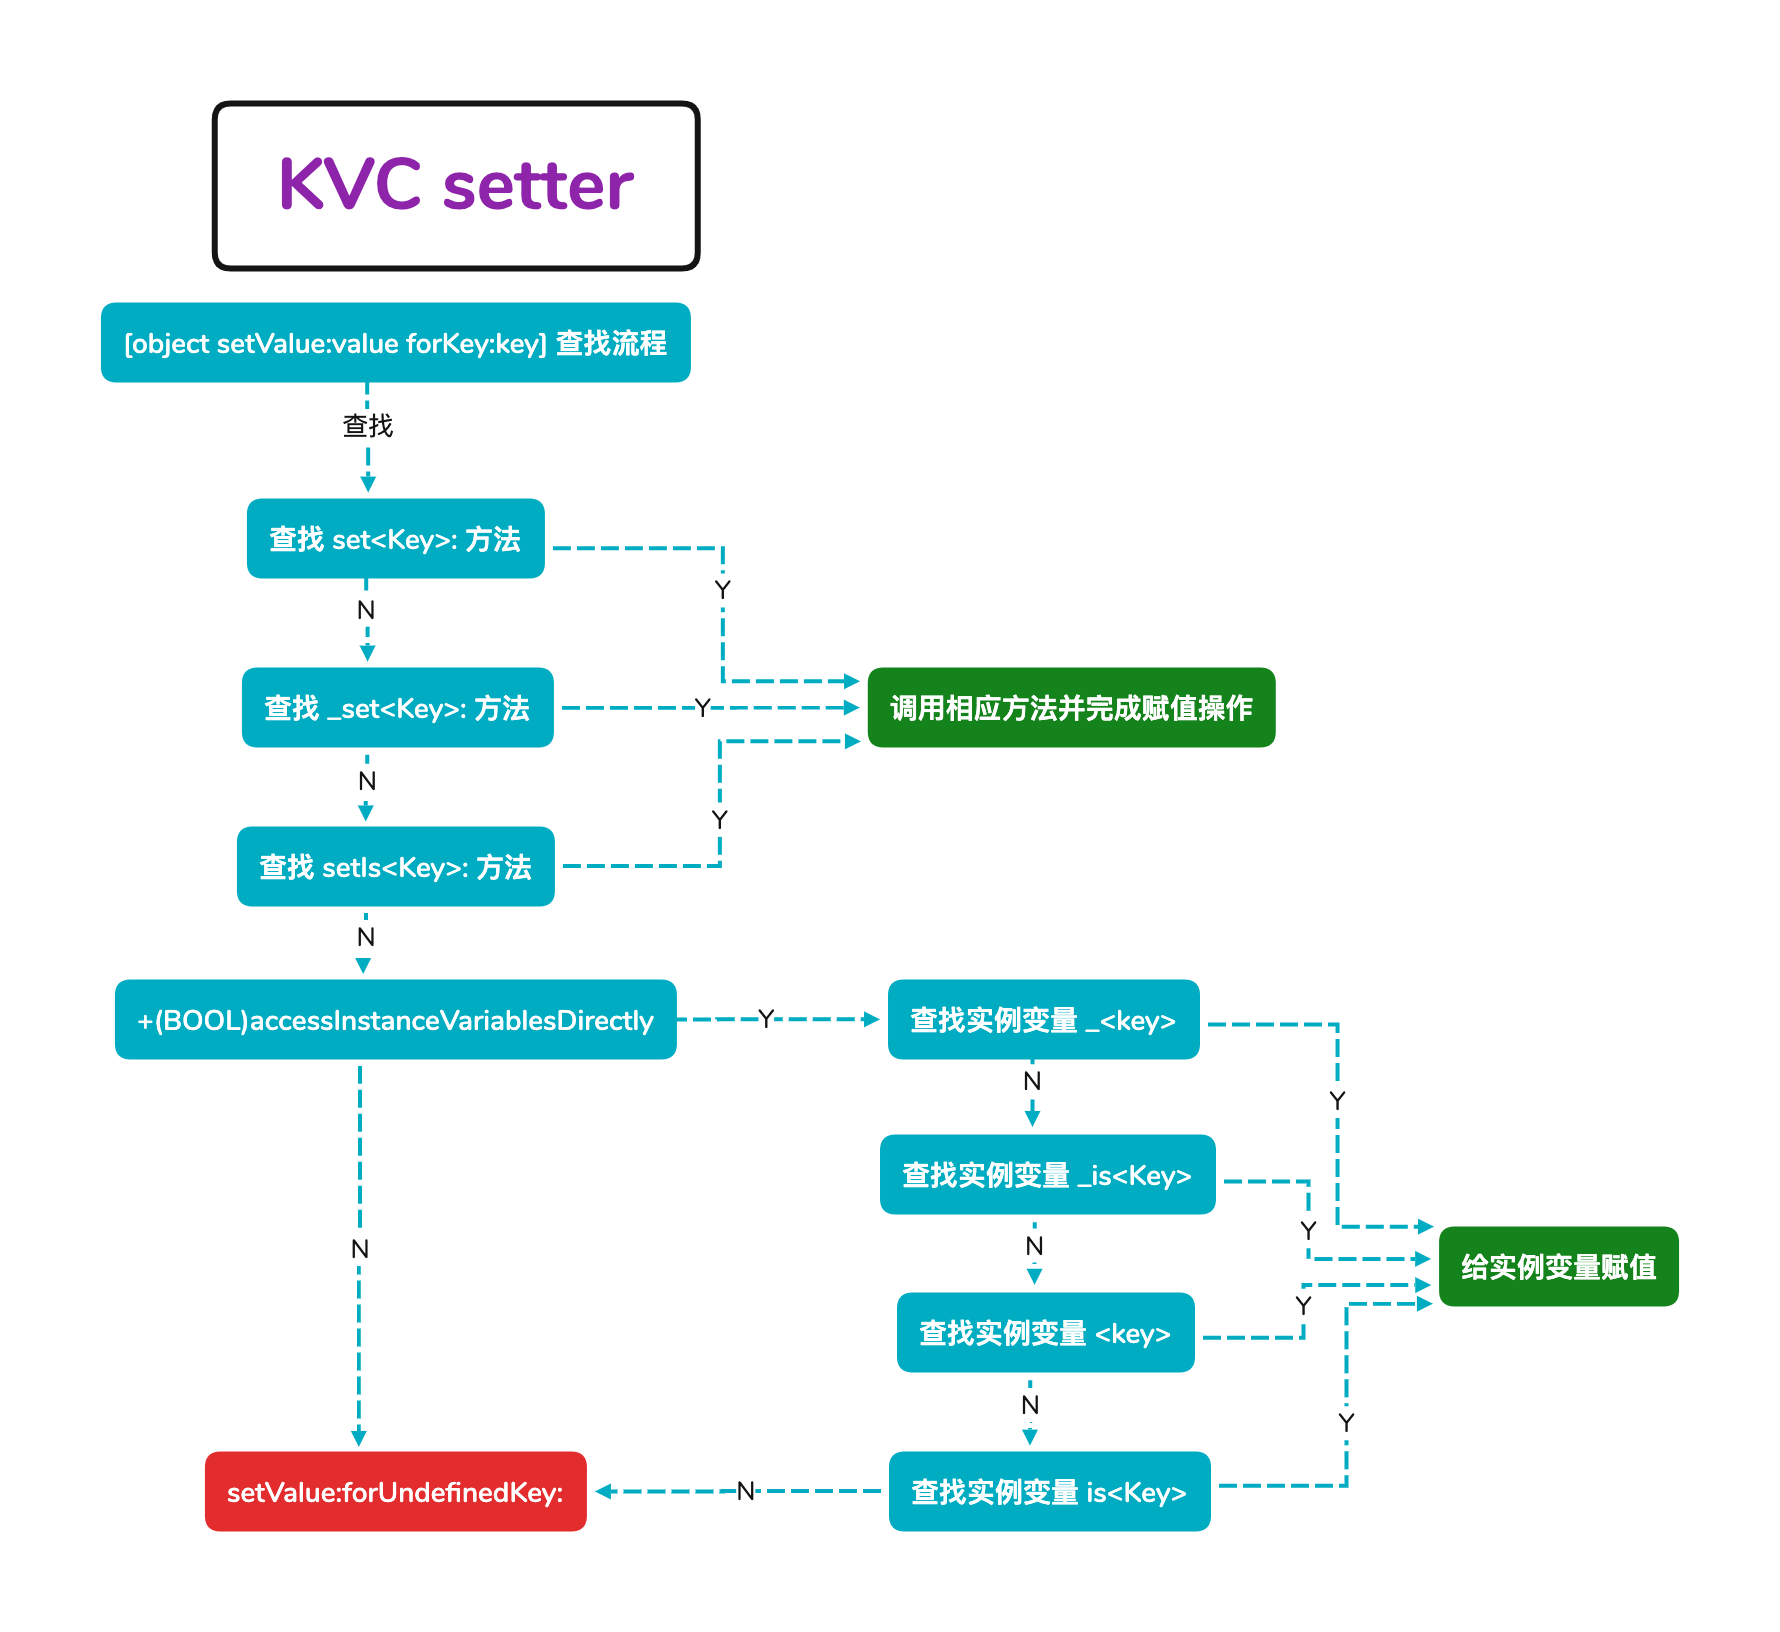 KVC setter
[object setValue:value forKey:key] 查找流程
查找
查找 set<Key>: 方法
Y
N
查找 _set<Key>: 方法
Y
调用相应方法并完成赋值操作
N
Y
查找 setIs<Key>: 方法
N
+(BOOL)accessInstanceVariablesDirectly
Y
查找实例变量 _<key>
N
Y
查找实例变量 _is<Key>
Y
N
N
给实例变量赋值
Y
查找实例变量 <key>
N
Y
setValue:forUndefinedKey:
N
查找实例变量 is<Key>